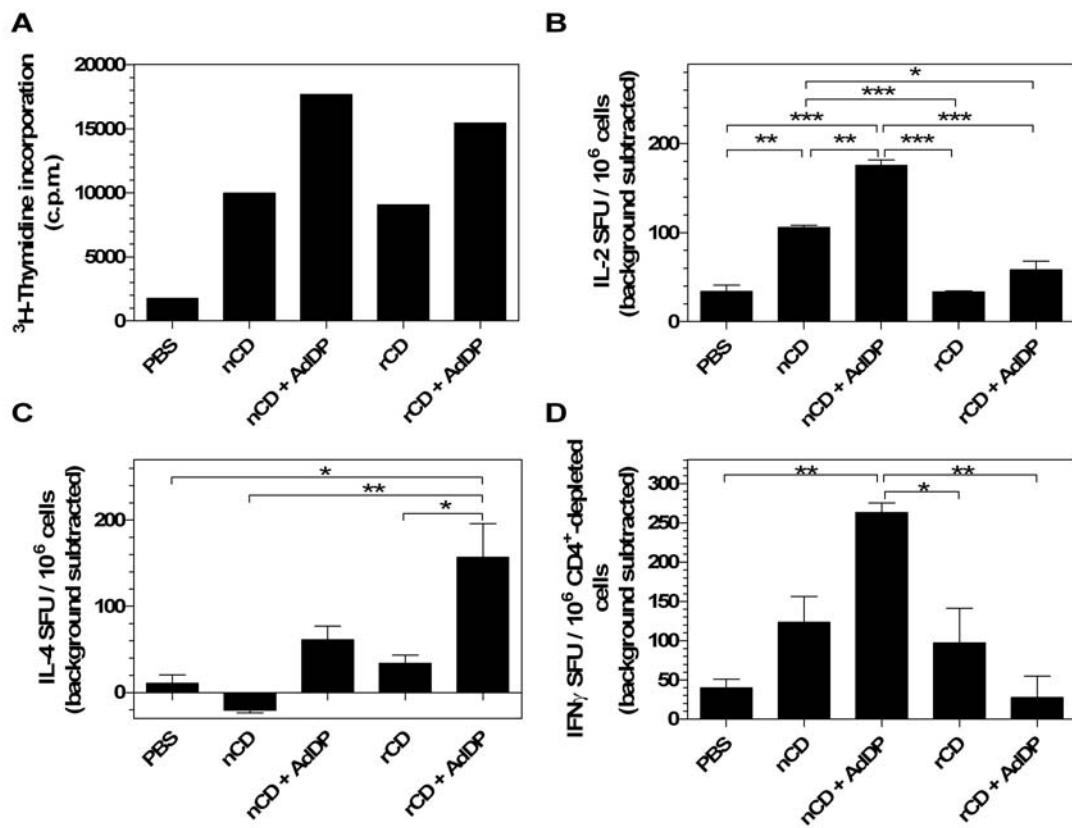 A
³H-Thymidine incorporation
(c.p.m.)
20000
15000
10000
5000
0
PBS
nCD
nCD + AdDP
rCD
rCD + AdDP
B
IL-2 SFU / 10⁶ cells
(background subtracted)
200
100
0
*
***
*** ***
** ** ***
PBS
nCD
nCD + AdDP
rCD
rCD + AdDP
C
IL-4 SFU / 10⁶ cells
(background subtracted)
200
100
0
*
**
*
PBS
nCD
nCD + AdDP
rCD
rCD + AdDP
D
IFNγ SFU / 10⁶ CD4⁺-depleted
cells
(background subtracted)
300
250
200
150
100
50
0
** **
*
PBS
nCD
nCD + AdDP
rCD
rCD + AdDP